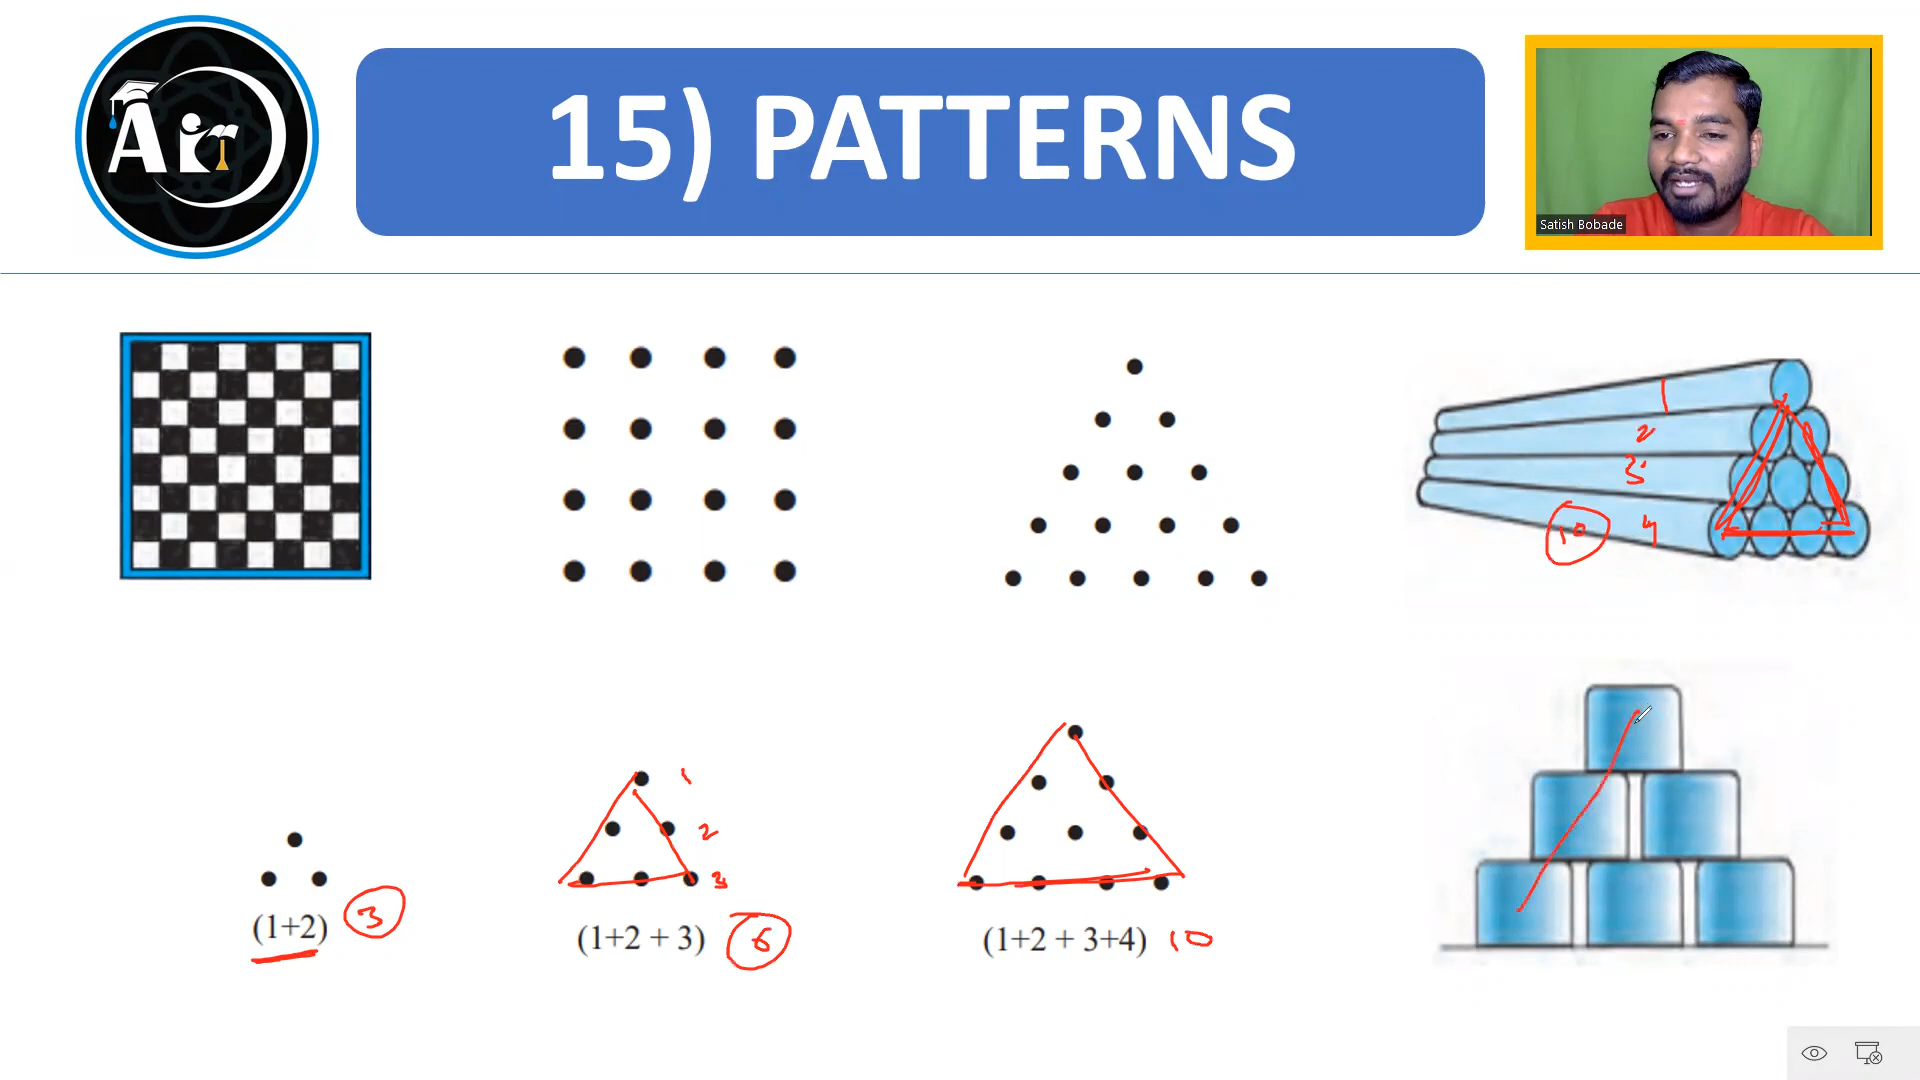 Air
15) PATTERNS
Satish Bobade
1
2
3
10
4
1
2
3
(1+2)
3
(1+2 + 3)
6
(1+2 + 3+4)
10